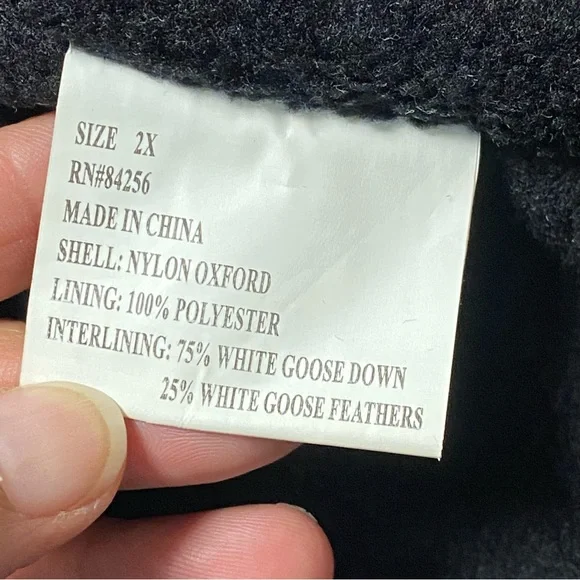 SIZE 2X
RN#84256
MADE IN CHINA
SHELL: NYLON OXFORD
LINING: 100% POLYESTER
INTERLINING: 75% WHITE GOOSE DOWN
25% WHITE GOOSE FEATHERS